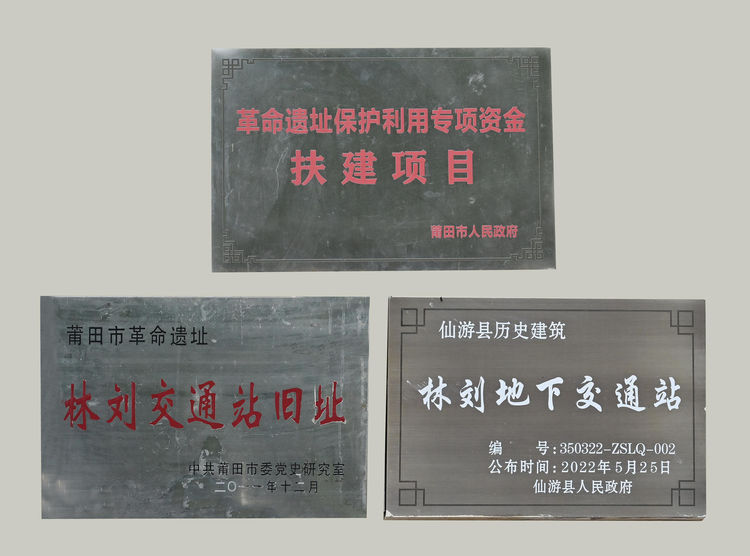 革命遗址保护利用专项资金
扶建项目
莆田市人民政府
莆田市革命遗址
林刘交通站旧址
中共莆田市委党史研究室
二〇一一年十二月
仙游县历史建筑
林刘地下交通站
编 号:350322-ZSLQ-002
公布时间:2022年5月25日
仙游县人民政府